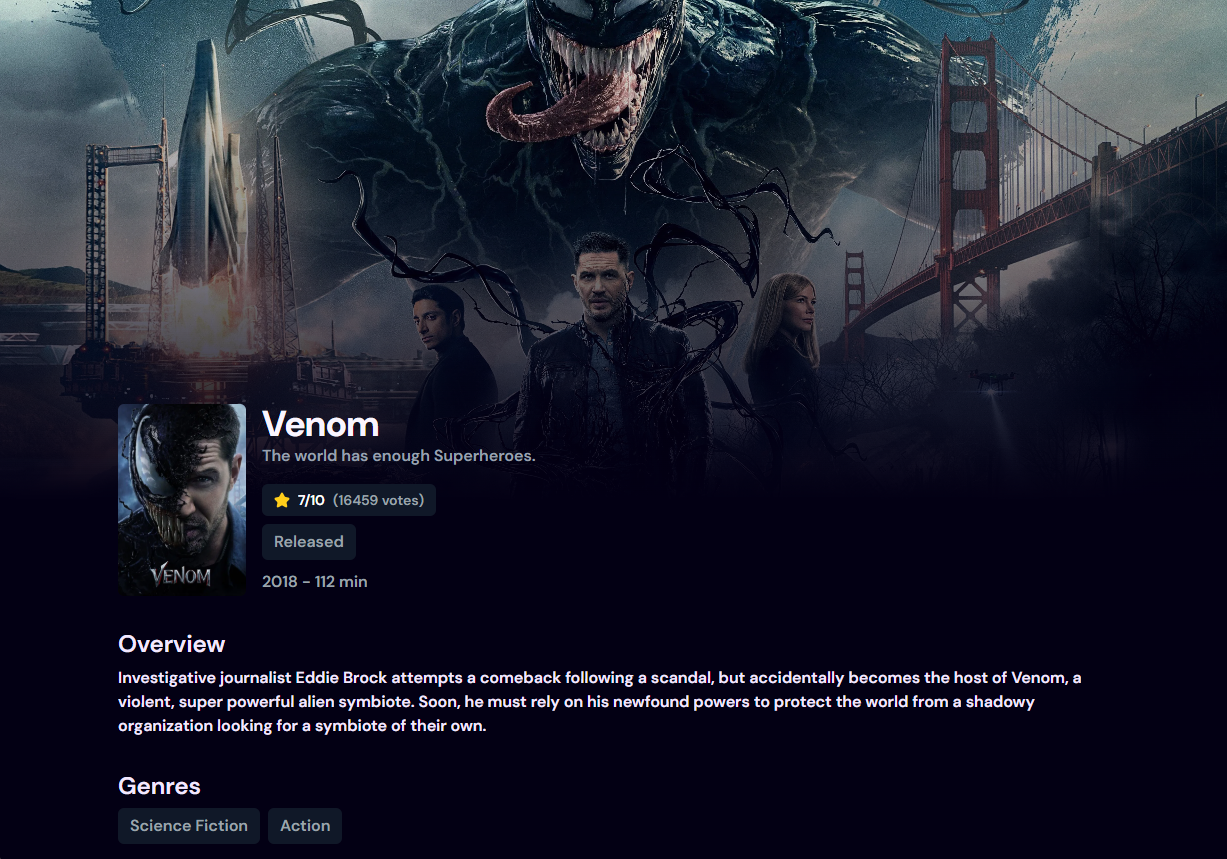 Venom
The world has enough Superheroes.
7/10 (16459 votes)
Released
2018 - 112 min
VENOM
Overview
Investigative journalist Eddie Brock attempts a comeback following a scandal, but accidentally becomes the host of Venom, a
violent, super powerful alien symbiote. Soon, he must rely on his newfound powers to protect the world from a shadowy
organization looking for a symbiote of their own.
Genres
Science Fiction
Action